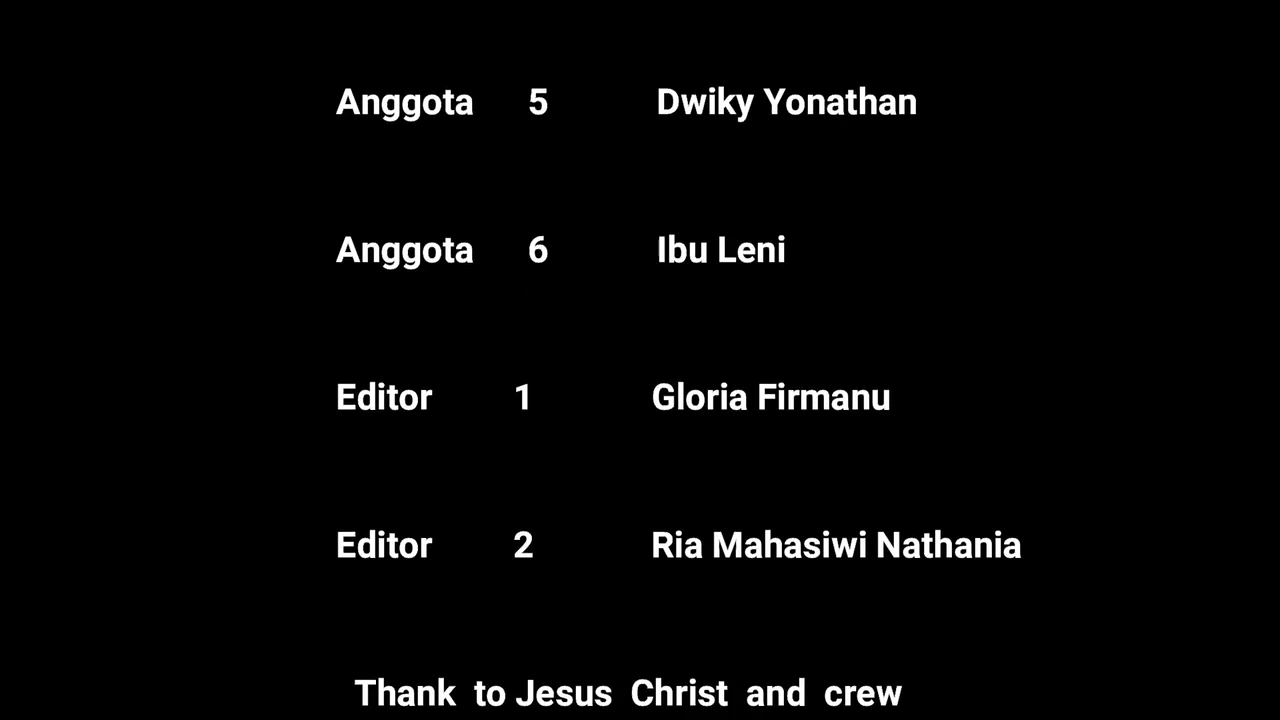 Anggota 5 Dwiky Yonathan
Anggota 6 Ibu Leni
Editor 1 Gloria Firmanu
Editor 2 Ria Mahasiwi Nathania
Thank to Jesus Christ and crew